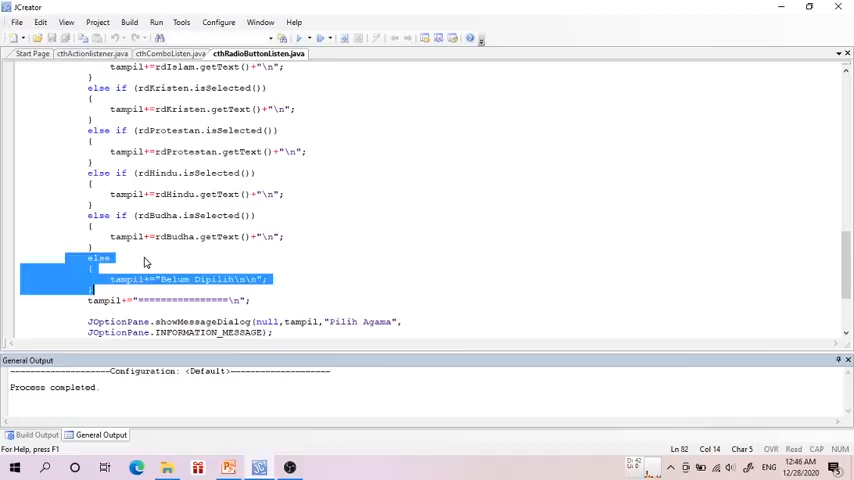 JCreator
File Edit View Project Build Run Tools Configure Window Help
Start Page cthActionlistener.java cthComboListen.java cthRadioButtonListen.java
tampil+=rdIslam.getText()+"\n";
}
else if (rdKristen.isSelected())
{
tampil+=rdKristen.getText()+"\n";
}
else if (rdProtestan.isSelected())
{
tampil+=rdProtestan.getText()+"\n";
}
else if (rdHindu.isSelected())
{
tampil+=rdHindu.getText()+"\n";
}
else if (rdBudha.isSelected())
{
tampil+=rdBudha.getText()+"\n";
}
else
{
tampil+="Belum Dipilih\n\n";
}
tampil+="================\n";
JOptionPane.showMessageDialog(null,tampil,"Pilih Agama",
JOptionPane.INFORMATION_MESSAGE);
General Output
--------------------Configuration: <Default>--------------------
Process completed.
Build Output General Output
For Help, press F1 Ln 82 Col 14 Char 5 OVR Read CAP NUM
D: 42
U: 0
ENG
12:46 AM
12/28/2020
5